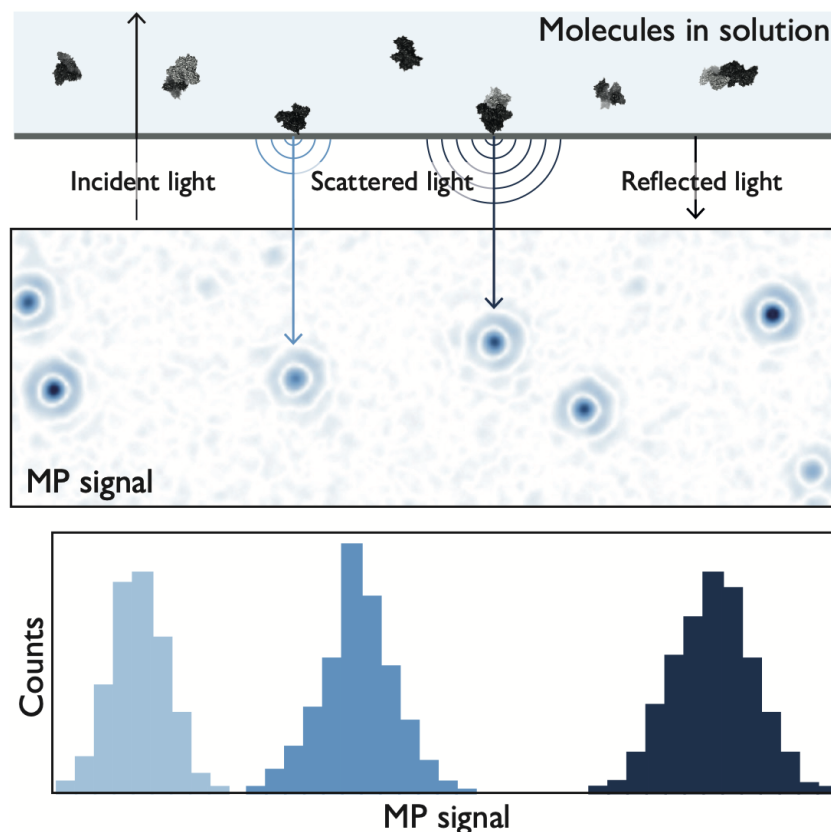 Molecules in solution
Incident light
Scattered light
Reflected light
MP signal
Counts
MP signal